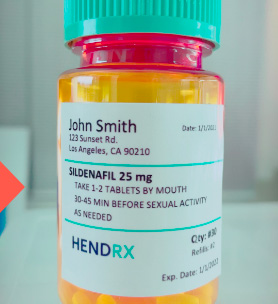 John Smith
Date: 1/1/2021
123 Sunset Rd.
Los Angeles, CA 90210
SILDENAFIL 25 mg
TAKE 1-2 TABLETS BY MOUTH
30-45 MIN BEFORE SEXUAL ACTIVITY
AS NEEDED
HENDRX
Qty: #30
Refills: #2
Exp. Date: 1/1/2022